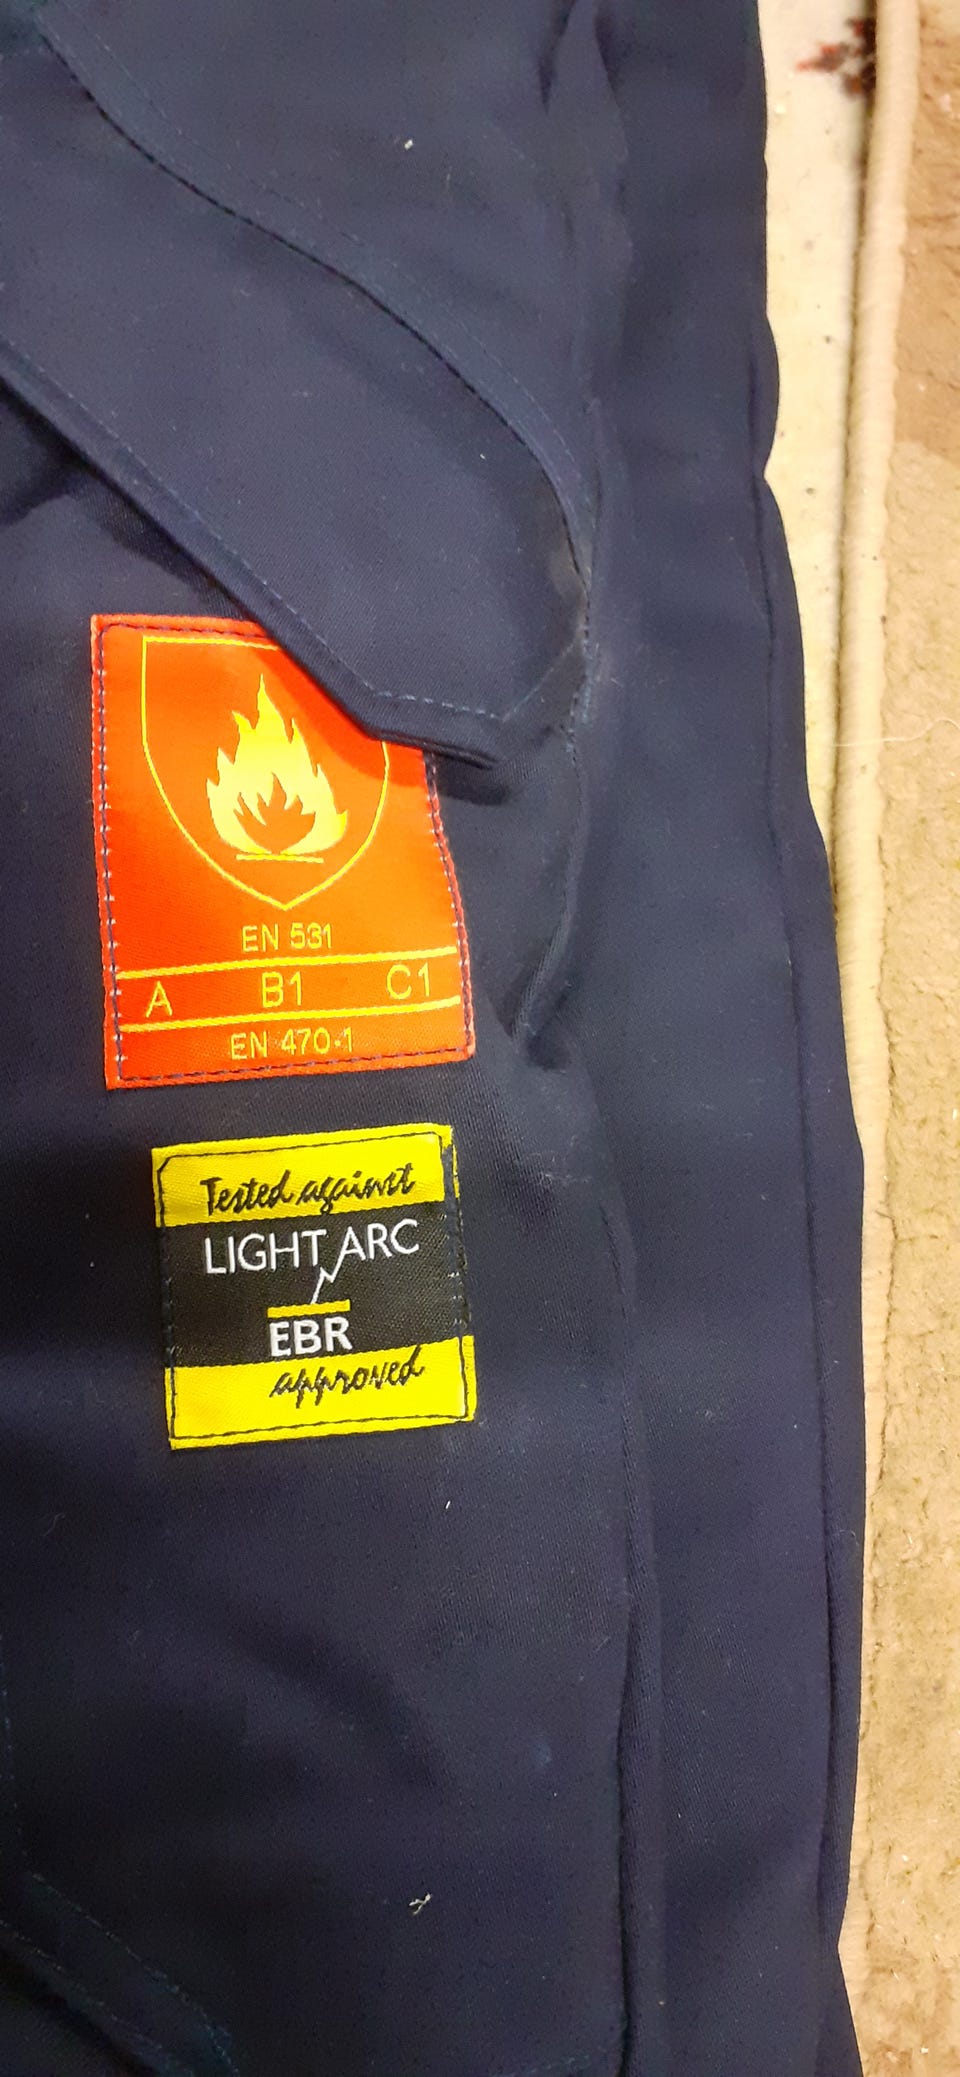 EN 531
A B1 C1
EN 470-1
Tested against
LIGHT ARC
EBR
approved